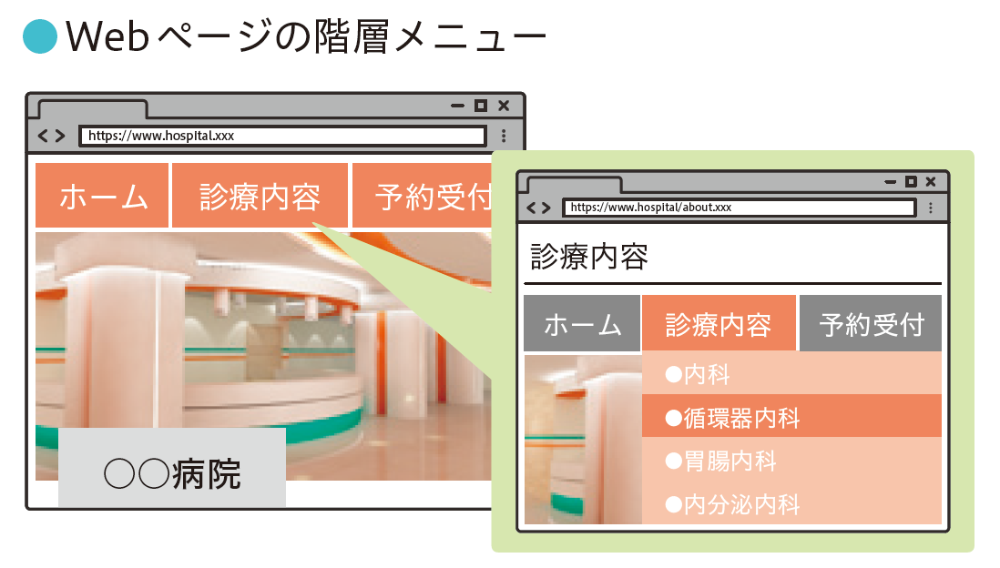 ●Webページの階層メニュー
https://www.hospital.xxx
ホーム
診療内容
予約受付
○○病院
https://www.hospital/about.xxx
診療内容
ホーム
診療内容
予約受付
●内科
●循環器内科
●胃腸内科
●内分泌内科